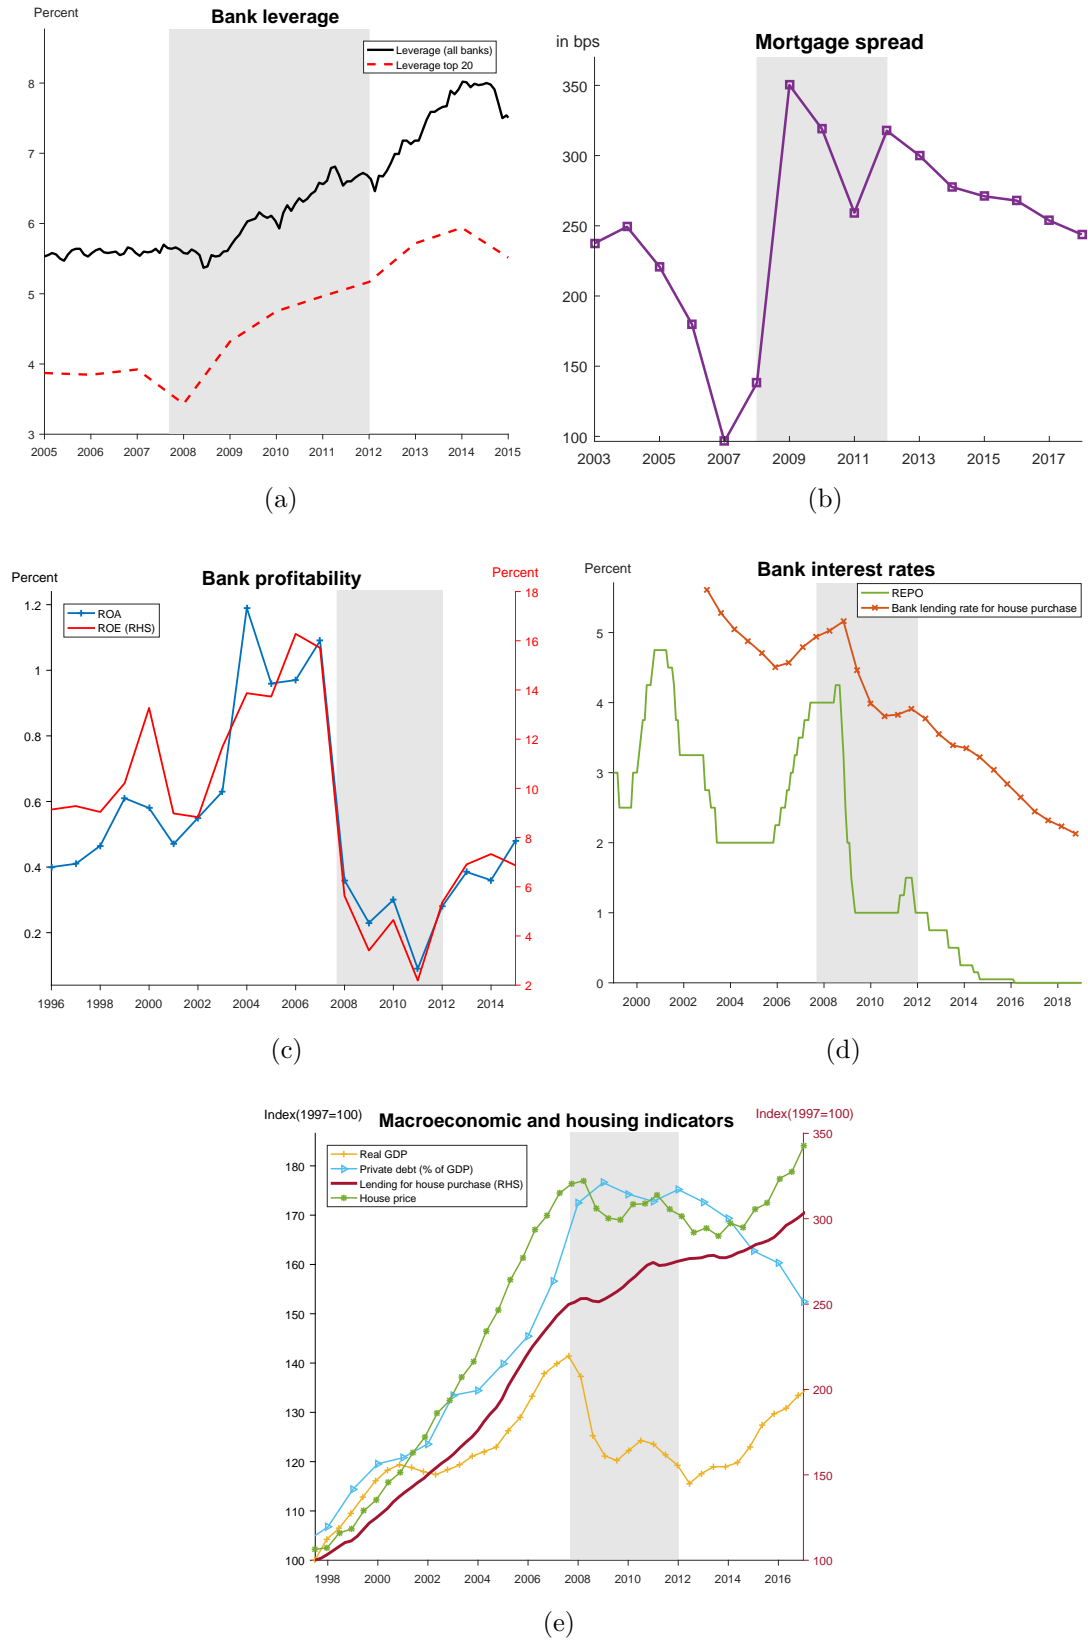 Percent
Bank leverage
Leverage (all banks)
Leverage top 20
8
7
6
5
4
3
2005 2006 2007 2008 2009 2010 2011 2012 2013 2014 2015
(a)
in bps
Mortgage spread
350
300
250
200
150
100
2003 2005 2007 2009 2011 2013 2015 2017
(b)
Percent
Bank profitability
Percent
ROA
ROE (RHS)
1.2
1
0.8
0.6
0.4
0.2
18
16
14
12
10
8
6
4
2
1996 1998 2000 2002 2004 2006 2008 2010 2012 2014
(c)
Percent
Bank interest rates
REPO
Bank lending rate for house purchase
5
4
3
2
1
0
2000 2002 2004 2006 2008 2010 2012 2014 2016 2018
(d)
Index(1997=100)
Macroeconomic and housing indicators
Index(1997=100)
Real GDP
Private debt (% of GDP)
Lending for house purchase (RHS)
House price
180
170
160
150
140
130
120
110
100
350
300
250
200
150
100
1998 2000 2002 2004 2006 2008 2010 2012 2014 2016
(e)